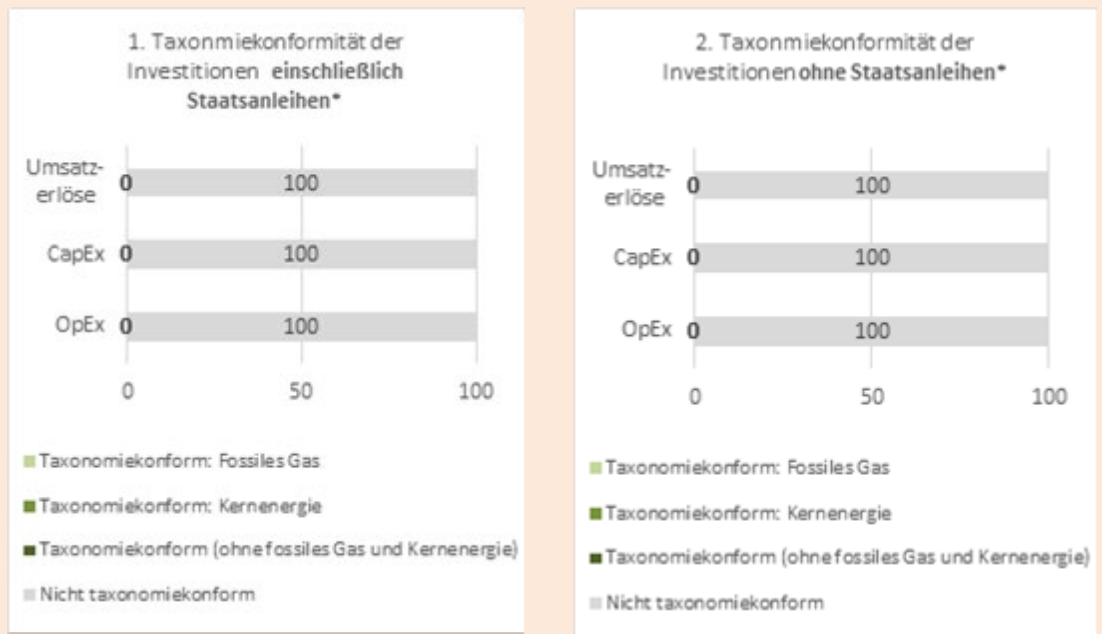 1. Taxonmiekonformität der
Investitionen einschließlich
Staatsanleihen*
Umsatz-
erlöse
0 100
CapEx 0 100
OpEx 0 100
0 50 100
Taxonomiekonform: Fossiles Gas
Taxonomiekonform: Kernenergie
Taxonomiekonform (ohne fossiles Gas und Kernenergie)
Nicht taxonomiekonform
2. Taxonmiekonformität der
Investitionen ohne Staatsanleihen*
Umsatz-
erlöse
0 100
CapEx 0 100
OpEx 0 100
0 50 100
Taxonomiekonform: Fossiles Gas
Taxonomiekonform: Kernenergie
Taxonomiekonform (ohne fossiles Gas und Kernenergie)
Nicht taxonomiekonform